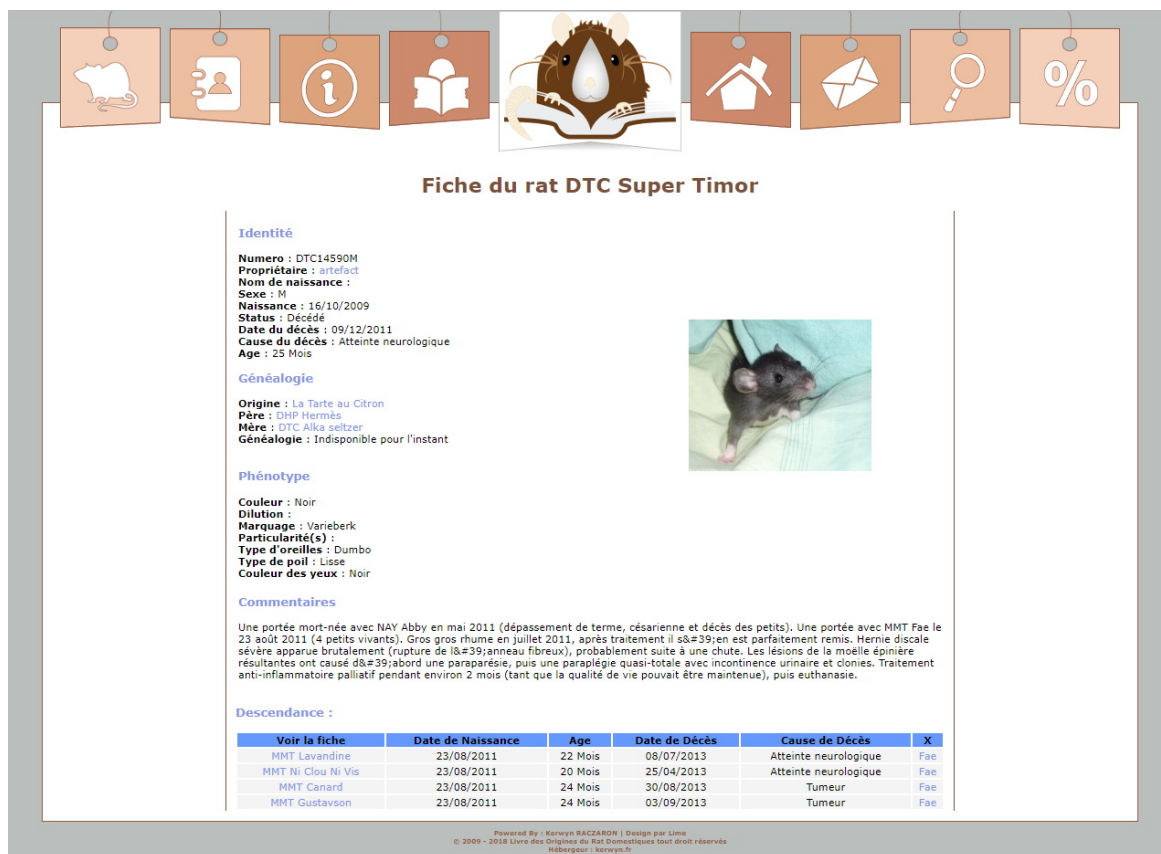 %
Fiche du rat DTC Super Timor
Identité
Numero : DTC14590M
Propriétaire : artefact
Nom de naissance :
Sexe : M
Naissance : 16/10/2009
Status : Décédé
Date du décès : 09/12/2011
Cause du décès : Atteinte neurologique
Age : 25 Mois
Généalogie
Origine : La Tarte au Citron
Père : DHP Hermès
Mère : DTC Alka seltzer
Généalogie : Indisponible pour l'instant
Phénotype
Couleur : Noir
Dilution :
Marquage : Varieberk
Particularité(s) :
Type d'oreilles : Dumbo
Type de poil : Lisse
Couleur des yeux : Noir
Commentaires
Une portée mort-née avec NAY Abby en mai 2011 (dépassement de terme, césarienne et décès des petits). Une portée avec MMT Fae le
23 août 2011 (4 petits vivants). Gros gros rhume en juillet 2011, après traitement il s&#39;en est parfaitement remis. Hernie discale
sévère apparue brutalement (rupture de l&#39;anneau fibreux), probablement suite à une chute. Les lésions de la moëlle épinière
résultantes ont causé d&#39;abord une paraparésie, puis une paraplégie quasi-totale avec incontinence urinaire et clonies. Traitement
anti-inflammatoire palliatif pendant environ 2 mois (tant que la qualité de vie pouvait être maintenue), puis euthanasie.
Descendance :
Voir la fiche Date de Naissance Age Date de Décès Cause de Décès X
MMT Lavandine 23/08/2011 22 Mois 08/07/2013 Atteinte neurologique Fae
MMT Ni Clou Ni Vis 23/08/2011 20 Mois 25/04/2013 Atteinte neurologique Fae
MMT Canard 23/08/2011 24 Mois 30/08/2013 Tumeur Fae
MMT Gustavson 23/08/2011 24 Mois 03/09/2013 Tumeur Fae
Powered By : Kerwyn RACZARON | Design par Lime
© 2009 - 2018 Livre des Origines du Rat Domestiques tout droit réservés
Hébergeur : kerwyn.fr